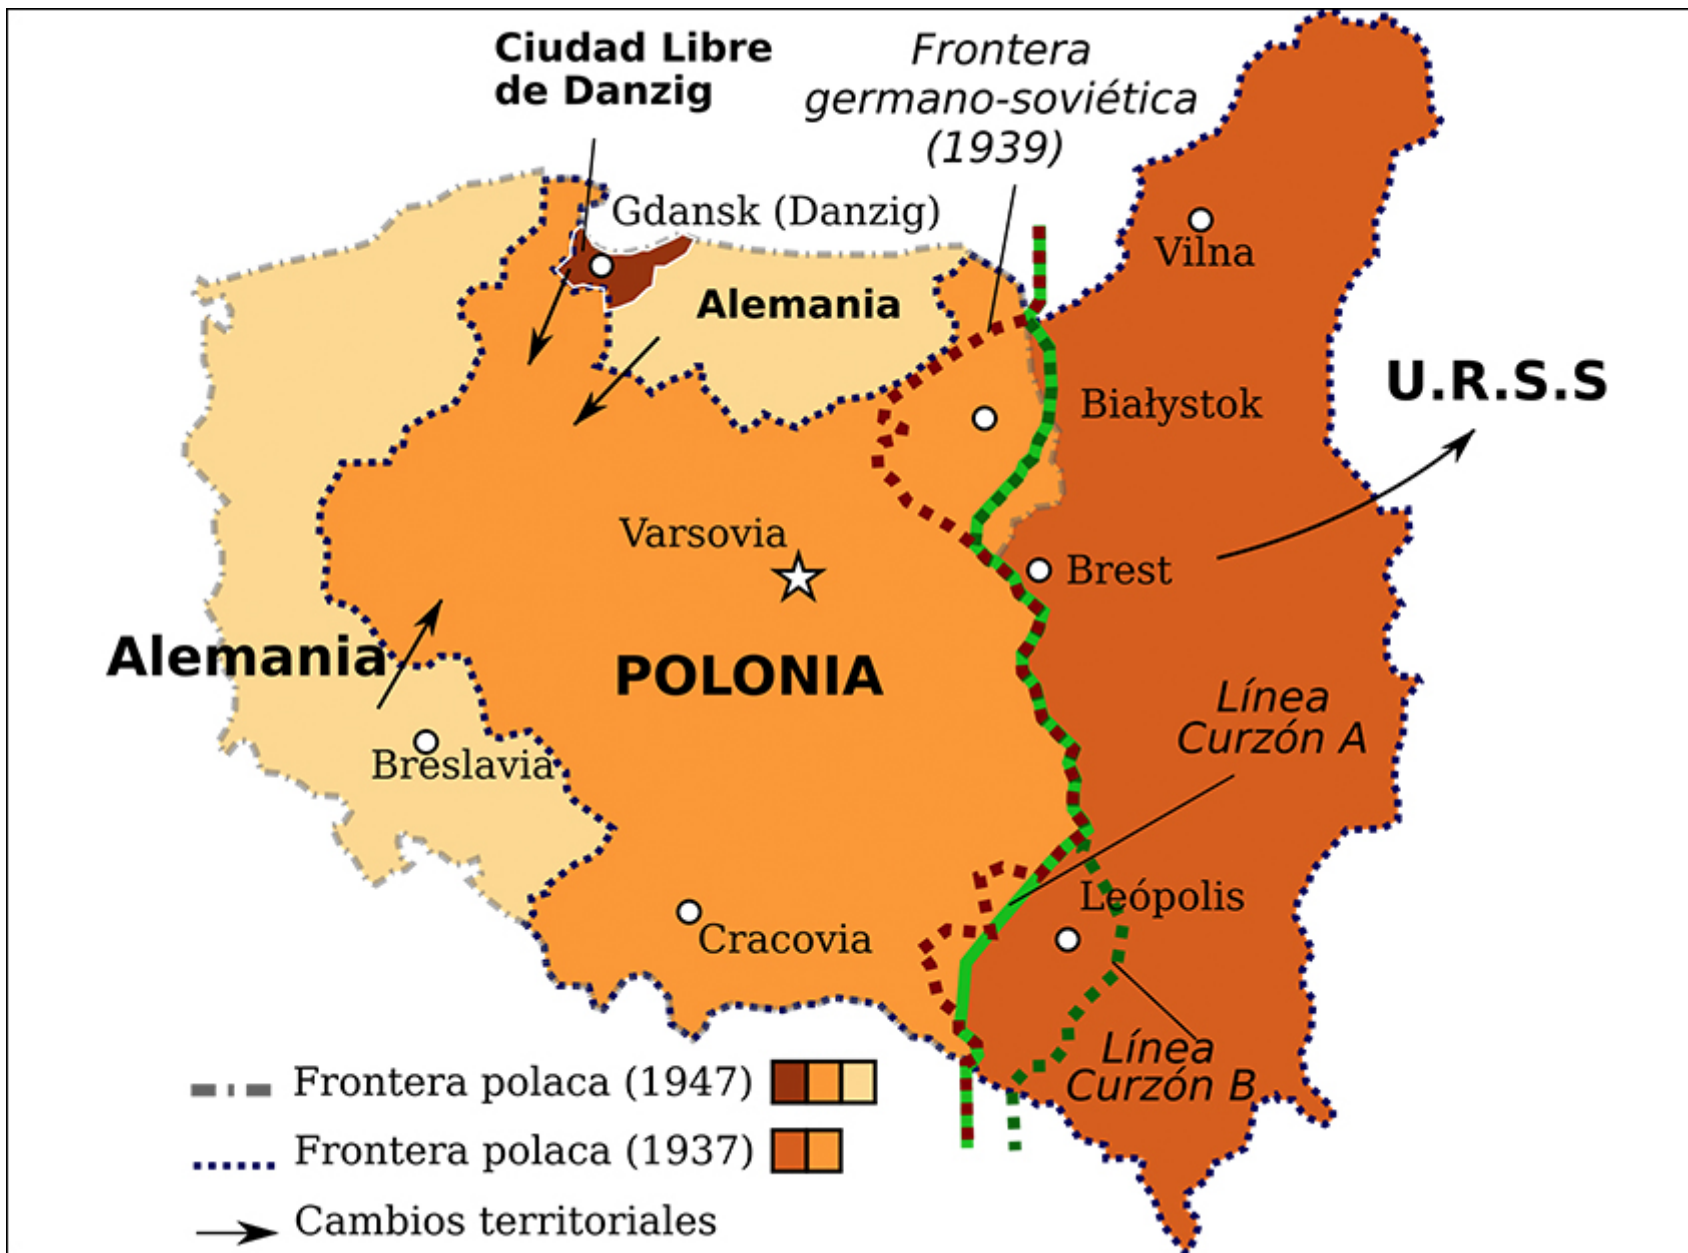 Ciudad Libre
de Danzig
Frontera
germano-soviética
(1939)
Gdansk (Danzig)
Vilna
Alemania
U.R.S.S
Białystok
Varsovia
Brest
Alemania
POLONIA
Línea
Curzón A
Breslavia
Leópolis
Cracovia
Línea
Curzón B
Frontera polaca (1947)
Frontera polaca (1937)
Cambios territoriales